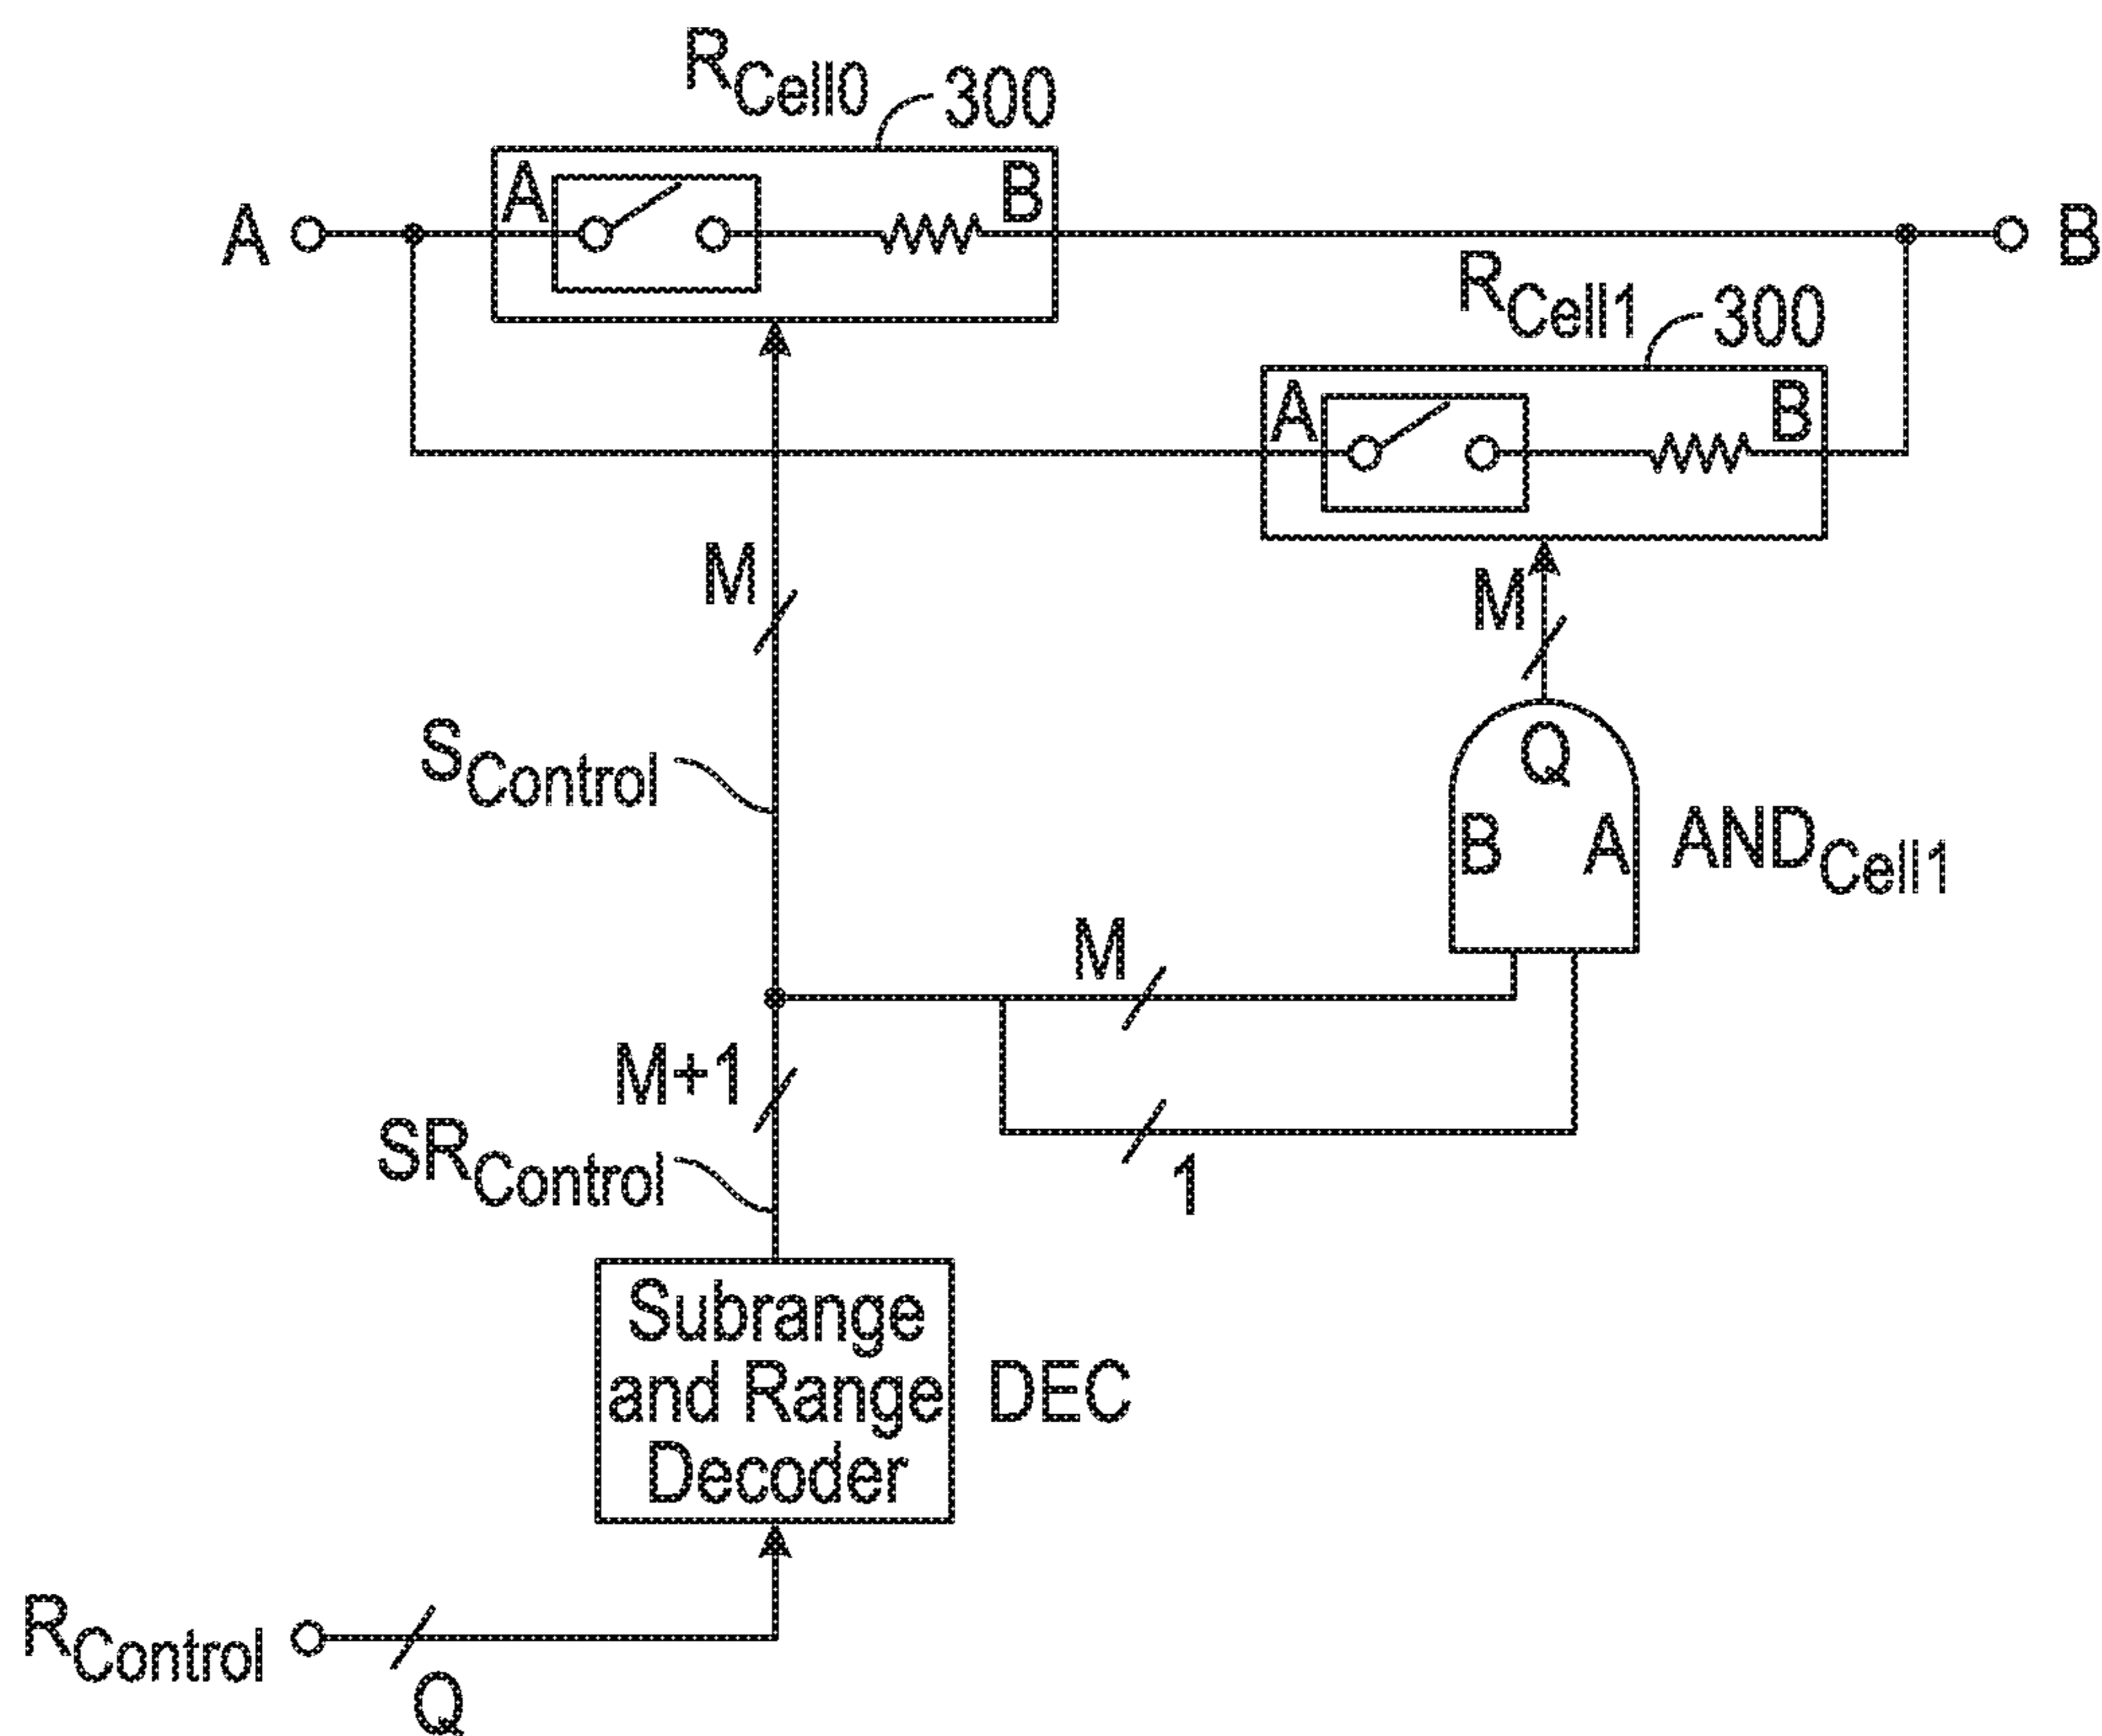 RCell0 300
A A B B
RCell1 300
A B
M
M
SControl
Q
B A ANDCell1
M
M+1
SRControl
1
Subrange
and Range
Decoder
DEC
RControl
Q